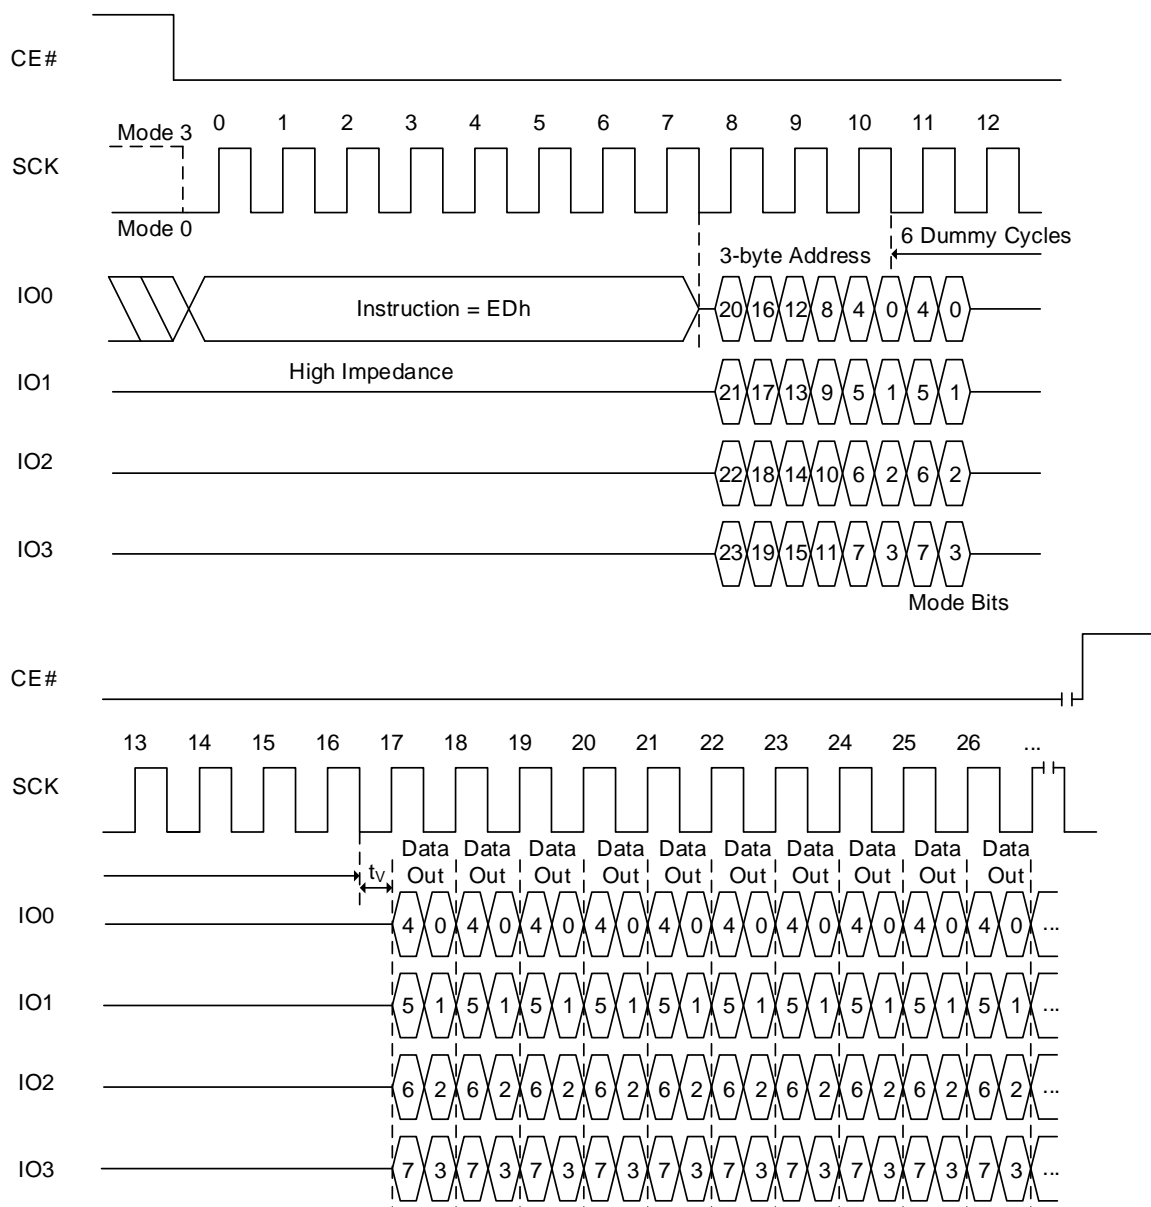 CE#
Mode 3 0 1 2 3 4 5 6 7 8 9 10 11 12
SCK
Mode 0
6 Dummy Cycles
3-byte Address
IO0 Instruction = EDh 20 16 12 8 4 0 4 0
High Impedance
IO1 21 17 13 9 5 1 5 1
IO2 22 18 14 10 6 2 6 2
IO3 23 19 15 11 7 3 7 3
Mode Bits
CE#
13 14 15 16 17 18 19 20 21 22 23 24 25 26 ...
SCK
Data Data Data Data Data Data Data Data Data Data
tV Out Out Out Out Out Out Out Out Out Out
IO0 4 0 4 0 4 0 4 0 4 0 4 0 4 0 4 0 4 0 4 0 ...
IO1 5 1 5 1 5 1 5 1 5 1 5 1 5 1 5 1 5 1 5 1 ...
IO2 6 2 6 2 6 2 6 2 6 2 6 2 6 2 6 2 6 2 6 2 ...
IO3 7 3 7 3 7 3 7 3 7 3 7 3 7 3 7 3 7 3 7 3 ...